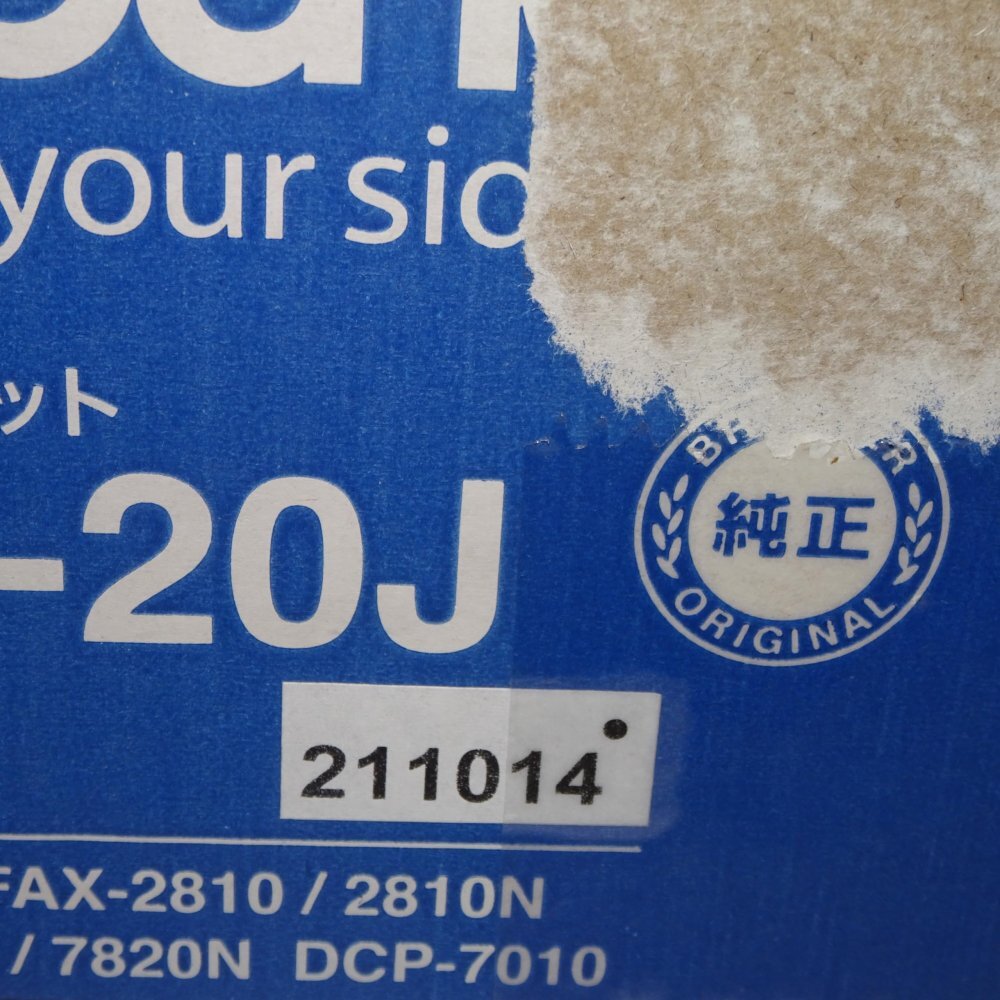 your sid
ット
-20J
純正
ORIGINAL
211014
FAX-2810 / 2810N
/ 7820N DCP-7010